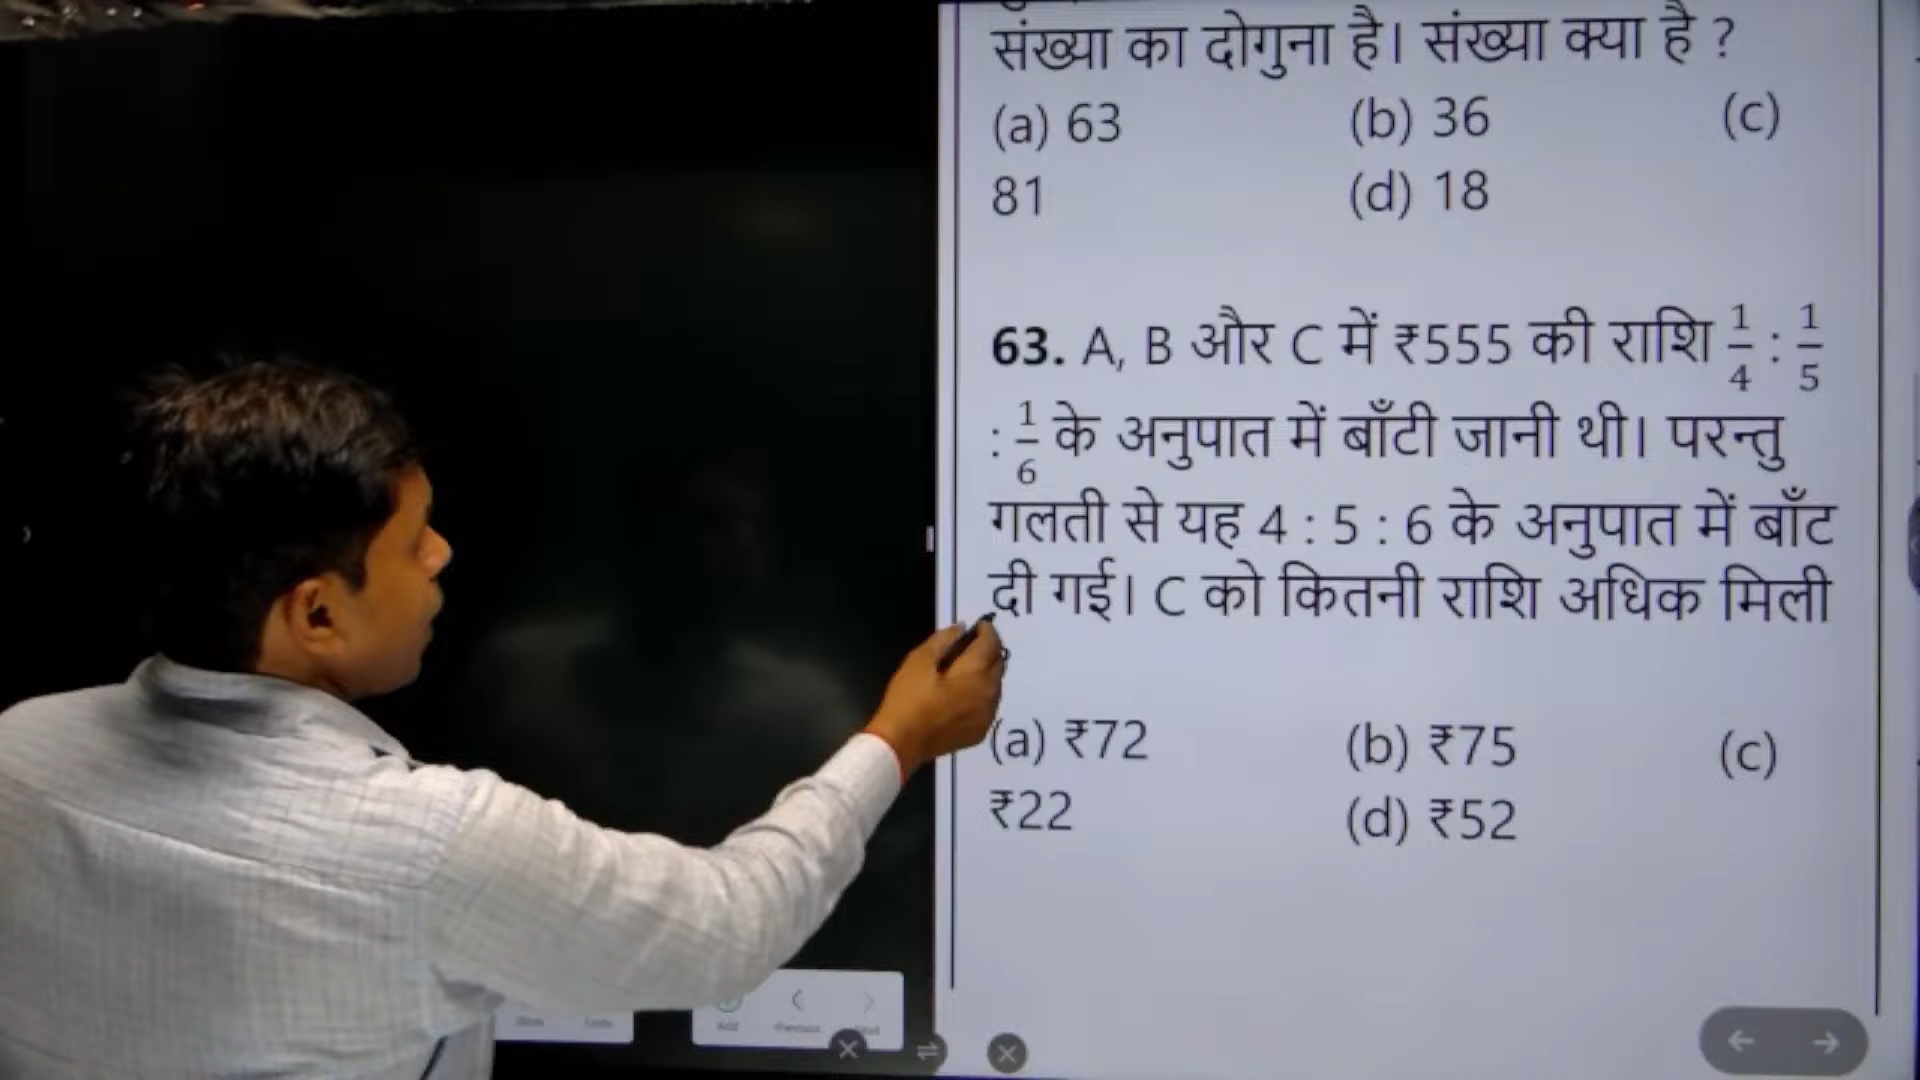 संख्या का दोगुना है। संख्या क्या है ?
(a) 63 (b) 36 (c)
81 (d) 18
63. A, B और C में ₹555 की राशि 1/4 : 1/5
: 1/6 के अनुपात में बाँटी जानी थी। परन्तु
गलती से यह 4 : 5 : 6 के अनुपात में बाँट
दी गई। C को कितनी राशि अधिक मिली
(a) ₹72 (b) ₹75 (c)
₹22 (d) ₹52
Add